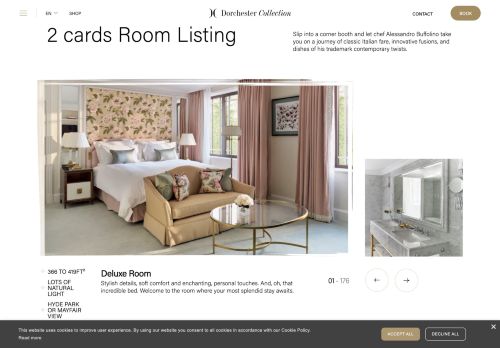 EN
SHOP
Dorchester Collection
CONTACT
BOOK
2 cards Room Listing
Slip into a corner booth and let chef Alessandro Buffolino take
you on a journey of classic Italian fare, innovative fusions, and
dishes of his trademark contemporary twists.
366 TO 419FT²
LOTS OF
NATURAL
LIGHT
HYDE PARK
OR MAYFAIR
VIEW
Deluxe Room
Stylish details, soft comfort and enchanting, personal touches. And, oh, that
incredible bed. Welcome to the room where your most splendid stay awaits.
01 - 176
This website uses cookies to improve user experience. By using our website you consent to all cookies in accordance with our Cookie Policy.
Read more
ACCEPT ALL
DECLINE ALL